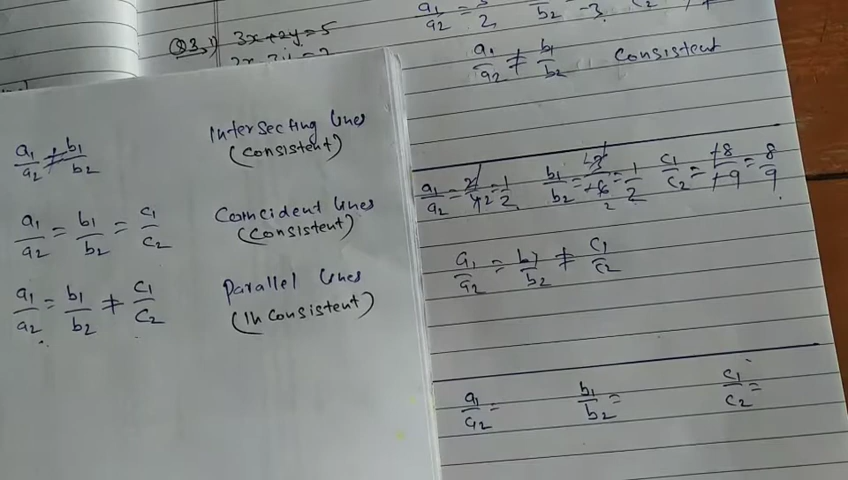 Q3, 1) 3x+2y=5
a1/a2 ≠ b1/b2 consistent
a1/a2 ≠ b1/b2 Intersecting lines
(consistent)
a1/a2 = b1/b2 = c1/c2 Coincident lines
(consistent)
a1/a2 = b1/b2 ≠ c1/c2 parallel lines
(Inconsistent)
a1/a2 = 2/4 2 = 1/2 b1/b2 = -3/-6 2 = 1/2 c1/c2 = -8/-9 = 8/9
a1/a2 = b1/b2 ≠ c1/c2
a1/a2 = b1/b2 = c1/c2 =